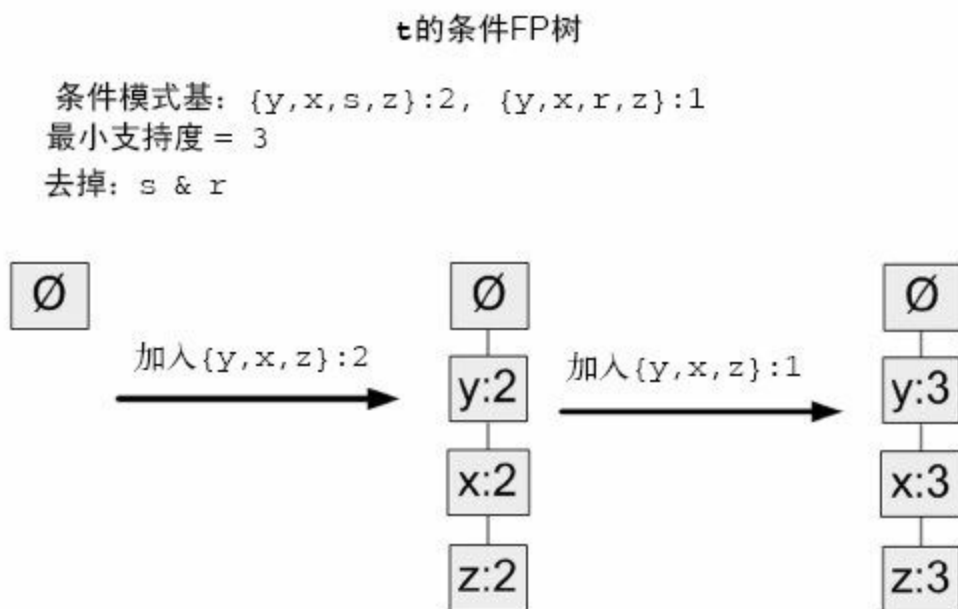 t的条件FP树
条件模式基：{y,x,s,z}:2, {y,x,r,z}:1
最小支持度 = 3
去掉：s & r
Ø
加入{y,x,z}:2
Ø
y:2
x:2
z:2
加入{y,x,z}:1
Ø
y:3
x:3
z:3